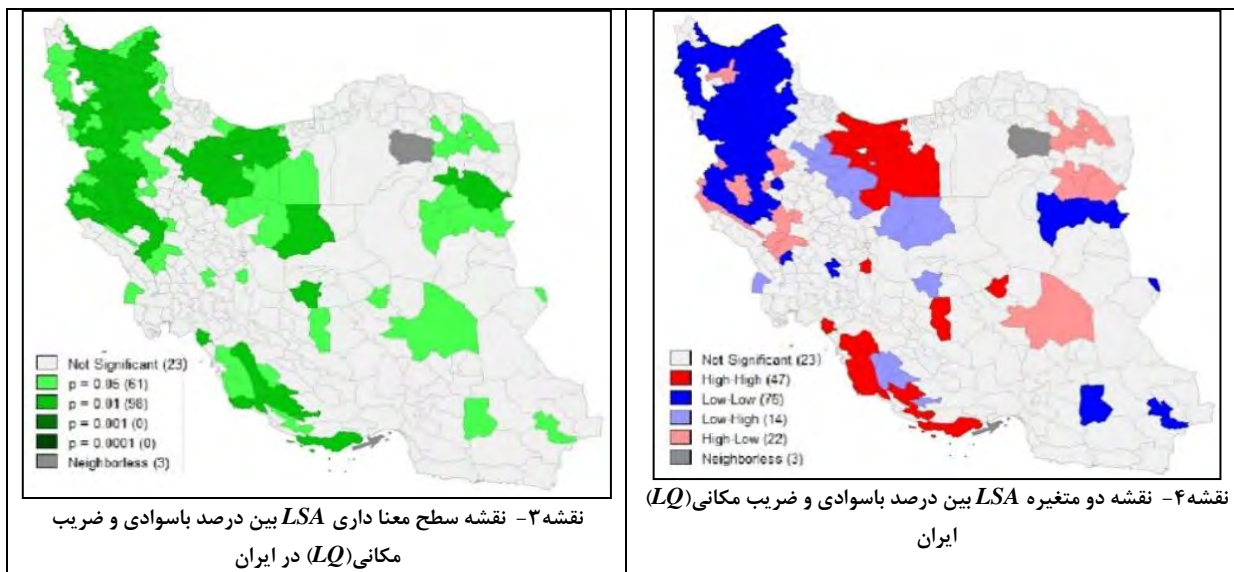 Not Significant (23)
p = 0.05 (61)
p = 0.01 (98)
p = 0.001 (0)
p = 0.0001 (0)
Neighborless (3)
نقشه۳- نقشه سطح معنا داری LSA بین درصد باسوادی و ضریب
مکانی(LQ) در ایران
Not Significant (23)
High-High (47)
Low-Low (76)
Low-High (14)
High-Low (22)
Neighborless (3)
نقشه۴- نقشه دو متغیره LSA بین درصد باسوادی و ضریب مکانی(LQ)
ایران